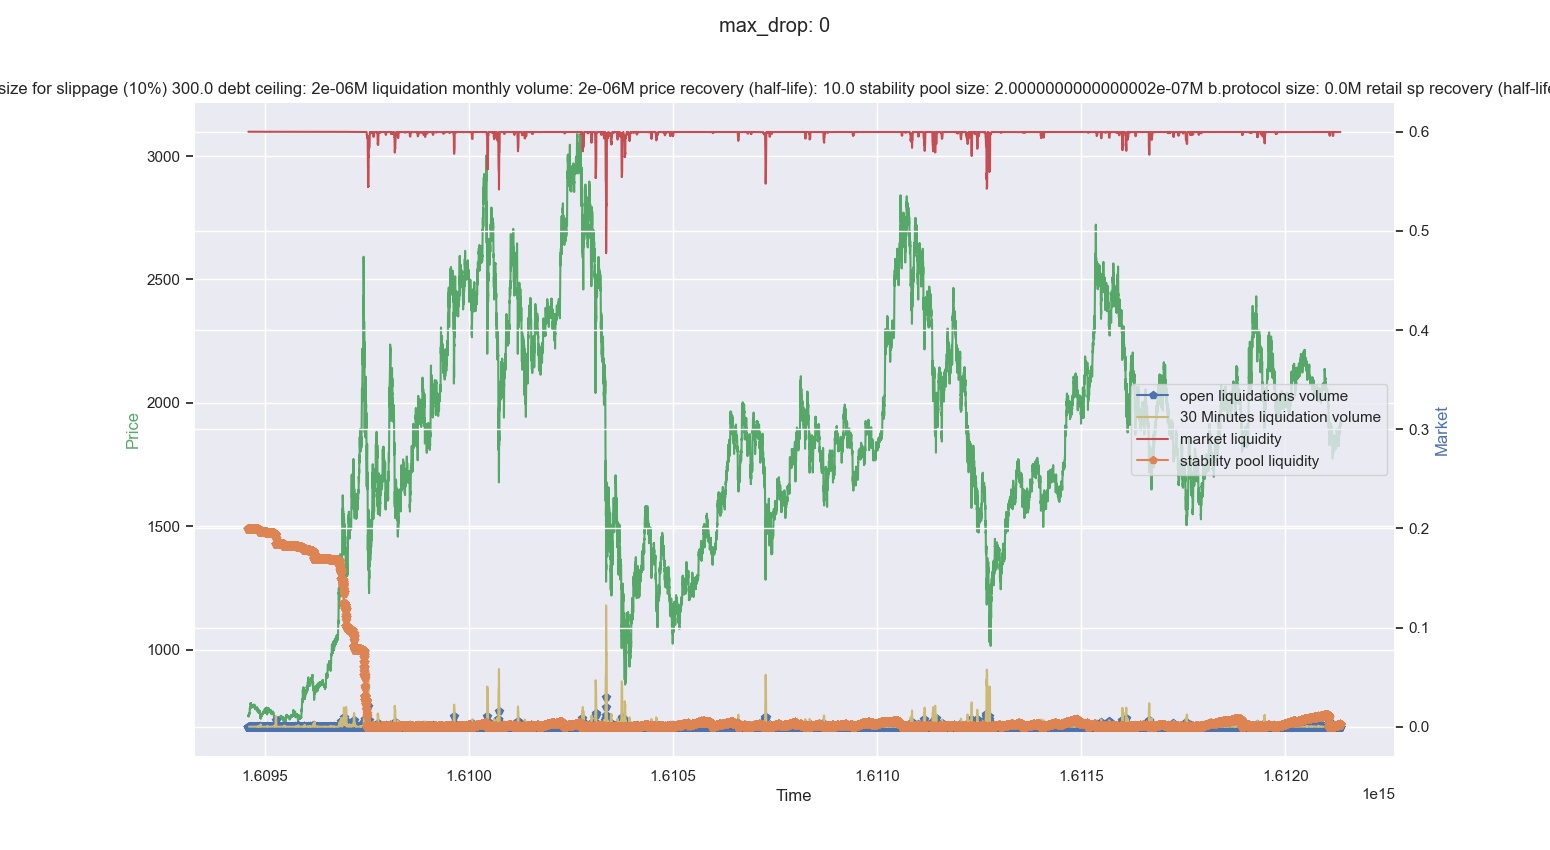 max_drop: 0
size for slippage (10%) 300.0 debt ceiling: 2e-06M liquidation monthly volume: 2e-06M price recovery (half-life): 10.0 stability pool size: 2.0000000000000002e-07M b.protocol size: 0.0M retail sp recovery
3000
2500
2000
1500
1000
Price
0.6
0.5
0.4
0.3
0.2
0.1
0.0
Market
open liquidations volume
30 Minutes liquidation volume
market liquidity
stability pool liquidity
1.6095 1.6100 1.6105 1.6110 1.6115 1.6120
Time
1e15